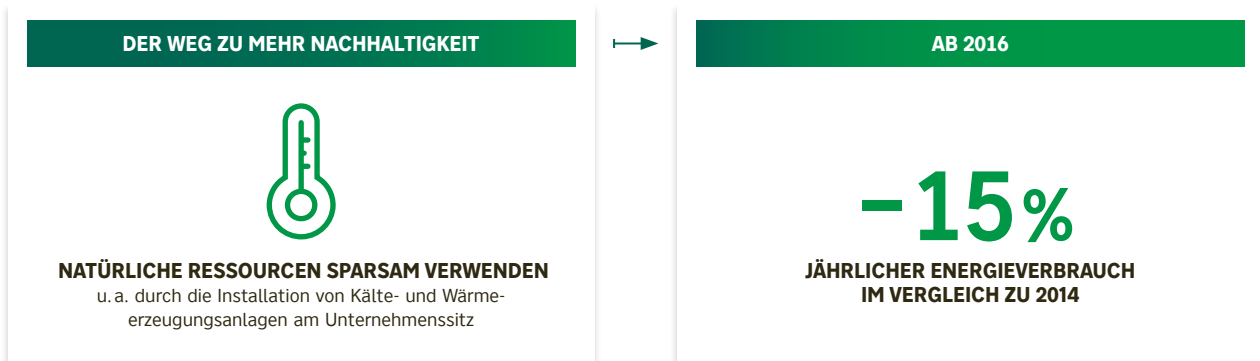 DER WEG ZU MEHR NACHHALTIGKEIT
NATÜRLICHE RESSOURCEN SPARSAM VERWENDEN
u. a. durch die Installation von Kälte- und Wärme-
erzeugungsanlagen am Unternehmenssitz
AB 2016
–15%
JÄHRLICHER ENERGIEVERBRAUCH
IM VERGLEICH ZU 2014